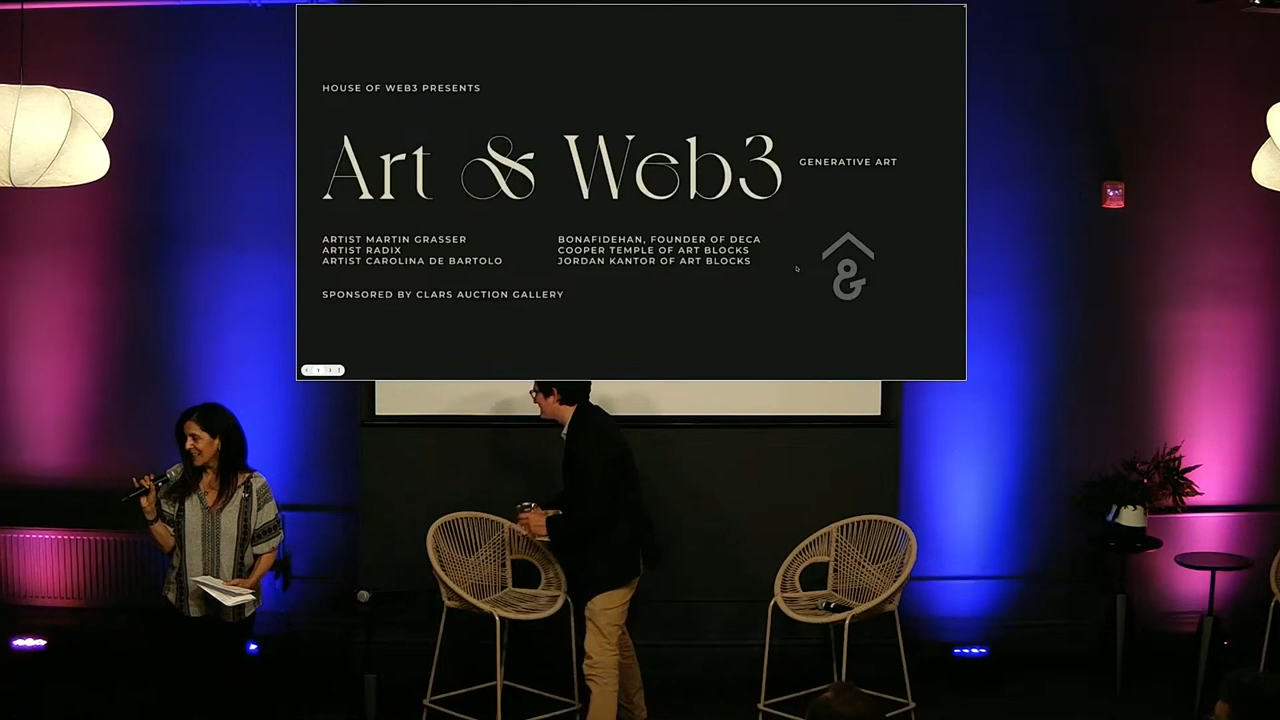 HOUSE OF WEB3 PRESENTS
Art & Web3
GENERATIVE ART
ARTIST MARTIN GRASSER
ARTIST RADIX
ARTIST CAROLINA DE BARTOLO
BONAFIDEHAN, FOUNDER OF DECA
COOPER TEMPLE OF ART BLOCKS
JORDAN KANTOR OF ART BLOCKS
&
SPONSORED BY CLARS AUCTION GALLERY